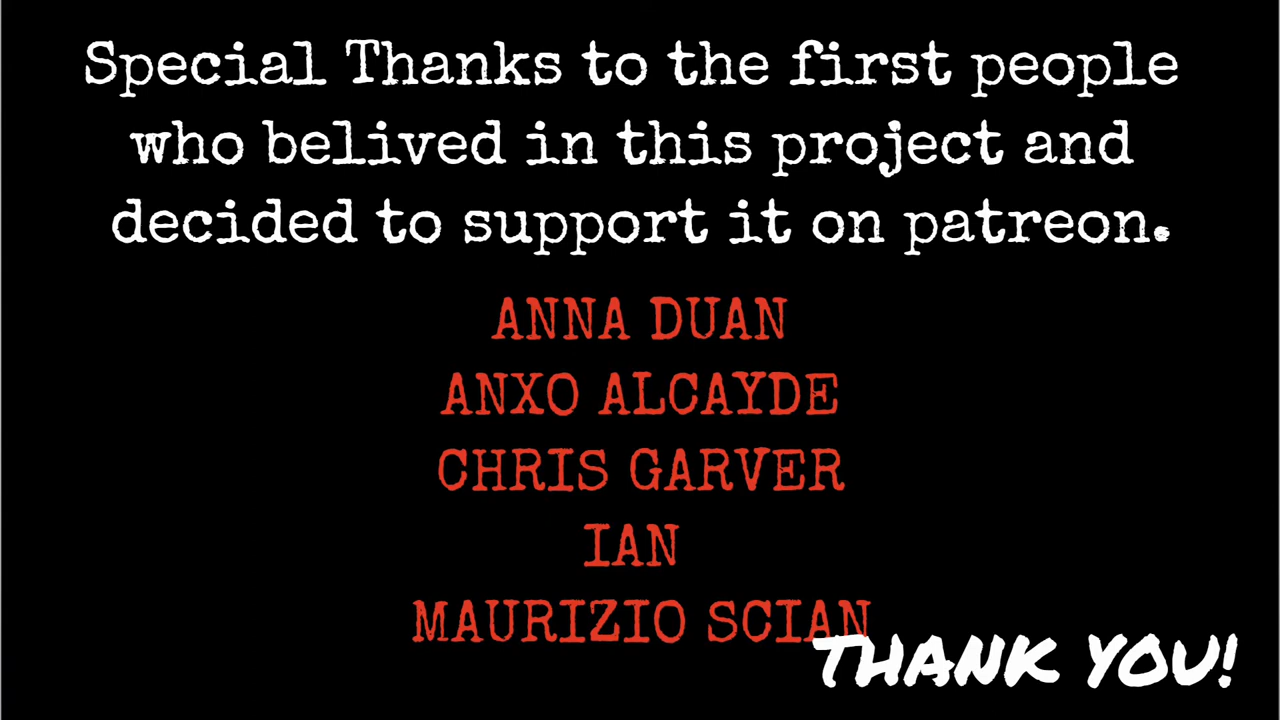 Special Thanks to the first people
who belived in this project and
decided to support it on patreon.
ANNA DUAN
ANXO ALCAYDE
CHRIS GARVER
IAN
MAURIZIO SCIAN
THANK YOU!